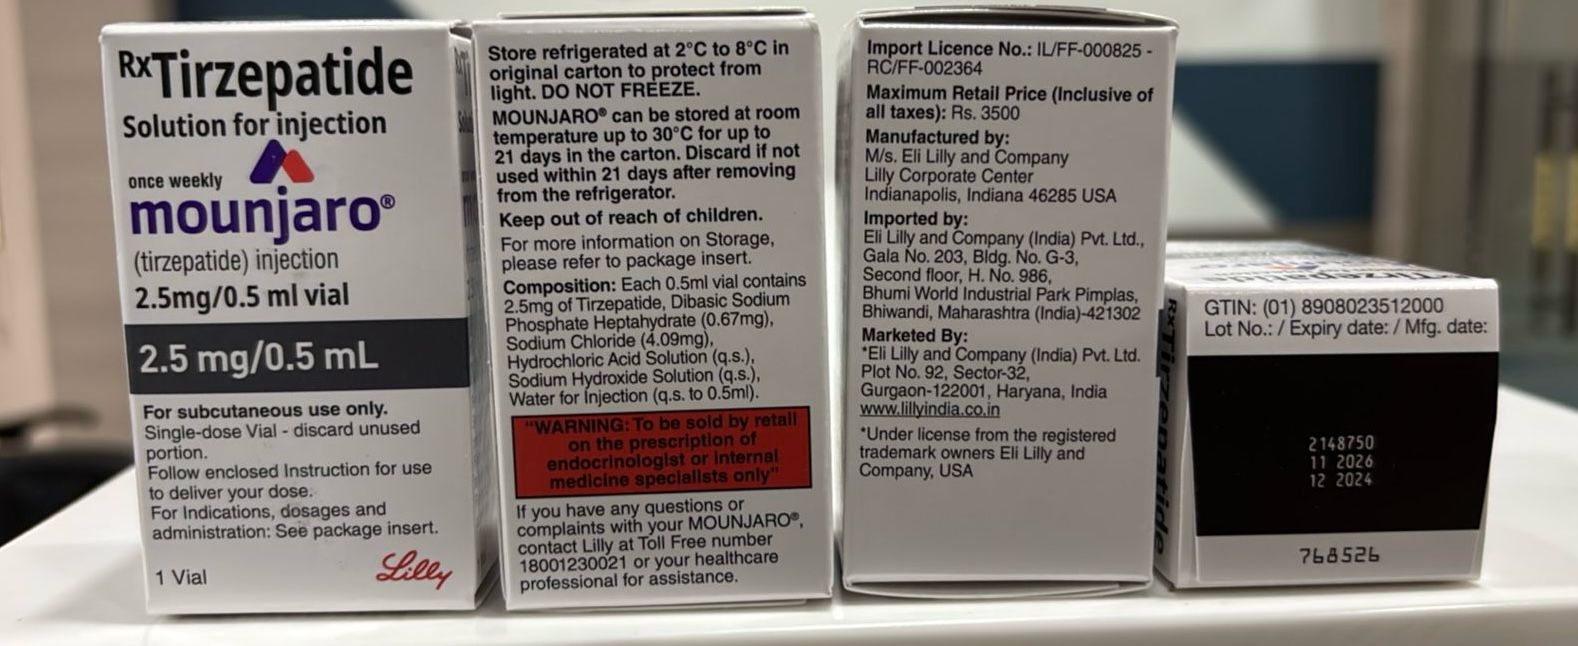 RxTirzepatide
Solution for injection
once weekly
mounjaro®
(tirzepatide) injection
2.5mg/0.5 ml vial
2.5 mg/0.5 mL
For subcutaneous use only.
Single-dose Vial - discard unused
portion.
Follow enclosed Instruction for use
to deliver your dose.
For Indications, dosages and
administration: See package insert.
1 Vial
Lilly
Store refrigerated at 2°C to 8°C in
original carton to protect from
light. DO NOT FREEZE.
MOUNJARO® can be stored at room
temperature up to 30°C for up to
21 days in the carton. Discard if not
used within 21 days after removing
from the refrigerator.
Keep out of reach of children.
For more information on Storage,
please refer to package insert.
Composition: Each 0.5ml vial contains
2.5mg of Tirzepatide, Dibasic Sodium
Phosphate Heptahydrate (0.67mg),
Sodium Chloride (4.09mg),
Hydrochloric Acid Solution (q.s.),
Sodium Hydroxide Solution (q.s.),
Water for Injection (q.s. to 0.5ml).
"WARNING: To be sold by retail
on the prescription of
endocrinologist or Internal
medicine specialists only"
If you have any questions or
complaints with your MOUNJARO®,
contact Lilly at Toll Free number
18001230021 or your healthcare
professional for assistance.
Import Licence No.: IL/FF-000825 -
RC/FF-002364
Maximum Retail Price (Inclusive of
all taxes): Rs. 3500
Manufactured by:
M/s. Eli Lilly and Company
Lilly Corporate Center
Indianapolis, Indiana 46285 USA
Imported by:
Eli Lilly and Company (India) Pvt. Ltd.,
Gala No. 203, Bldg. No. G-3,
Second floor, H. No. 986,
Bhumi World Industrial Park Pimplas,
Bhiwandi, Maharashtra (India)-421302
Marketed By:
*Eli Lilly and Company (India) Pvt. Ltd.
Plot No. 92, Sector-32,
Gurgaon-122001, Haryana, India
www.lillyindia.co.in
*Under license from the registered
trademark owners Eli Lilly and
Company, USA
RxTirzepatide
GTIN: (01) 8908023512000
Lot No.: / Expiry date: / Mfg. date:
2148750
11 2026
12 2024
768526